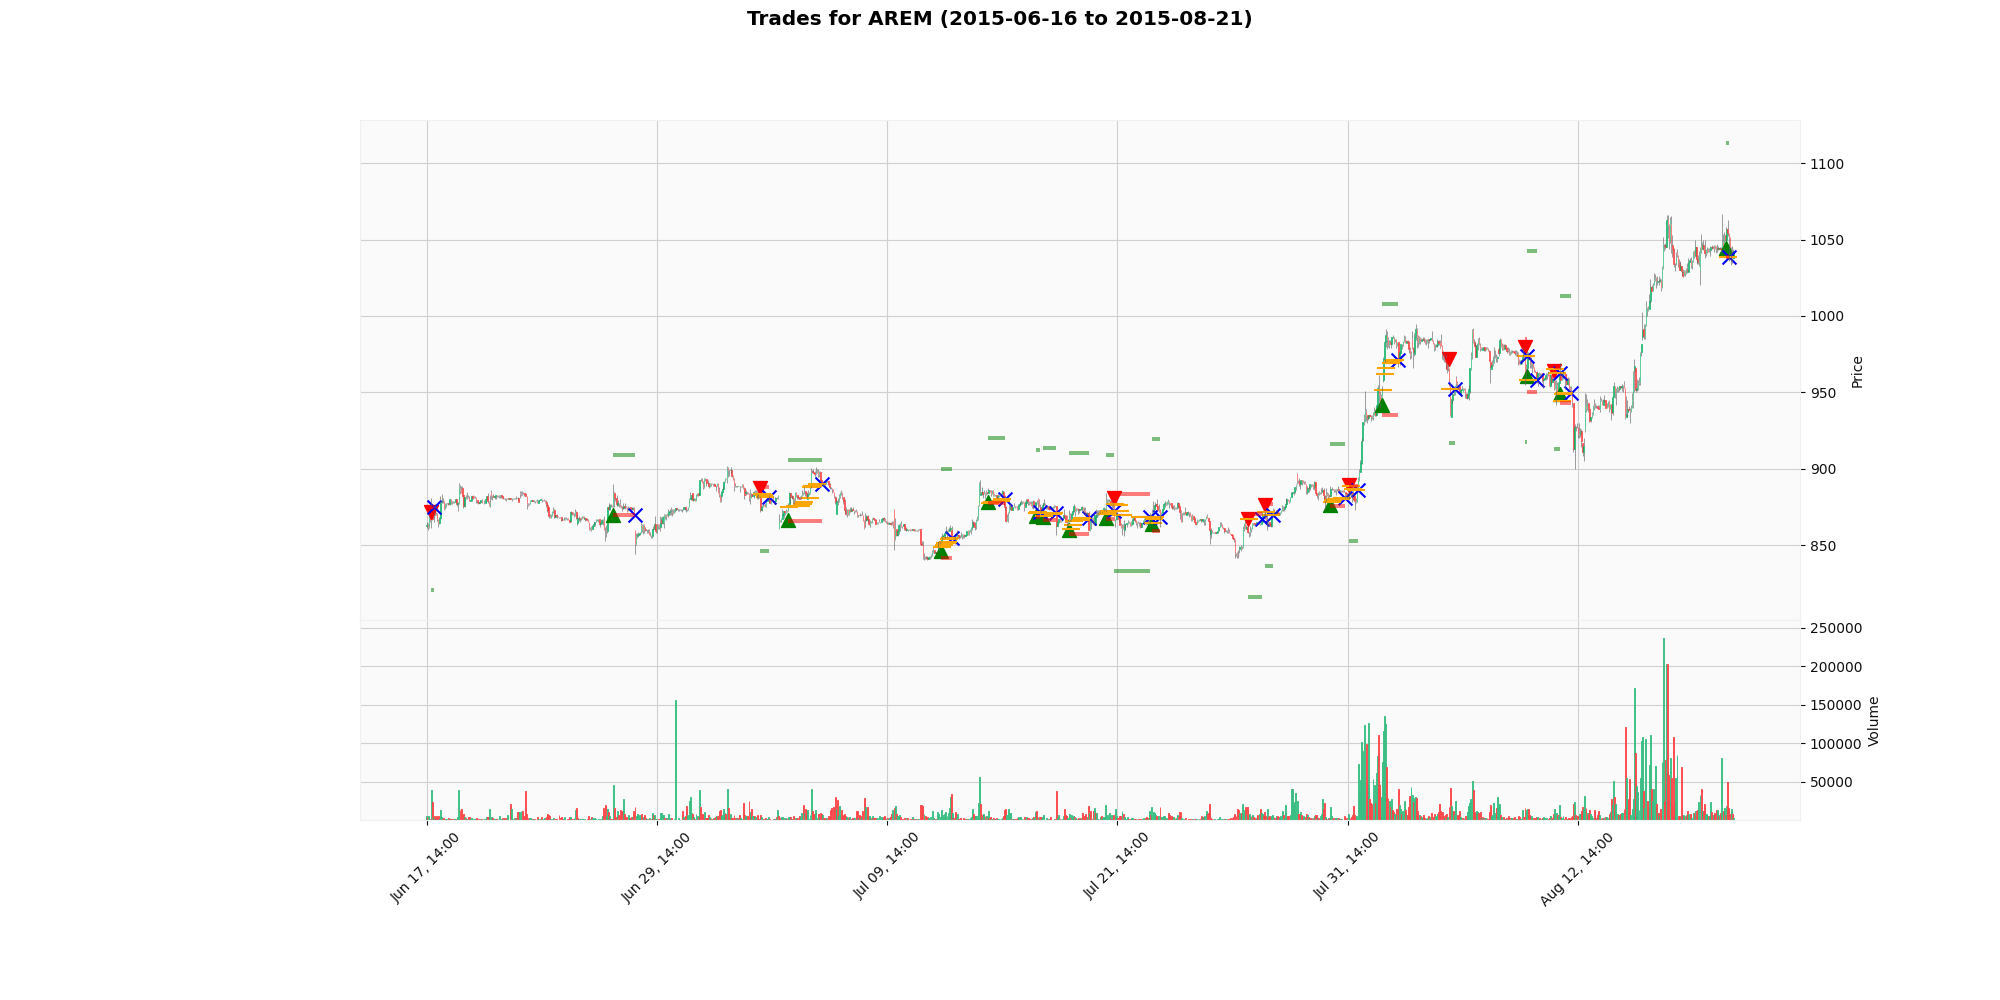 Trades for AREM (2015-06-16 to 2015-08-21)
1100
1050
1000
950
900
850
Price
250000
200000
150000
100000
50000
Volume
Jun 17, 14:00
Jun 29, 14:00
Jul 09, 14:00
Jul 21, 14:00
Jul 31, 14:00
Aug 12, 14:00